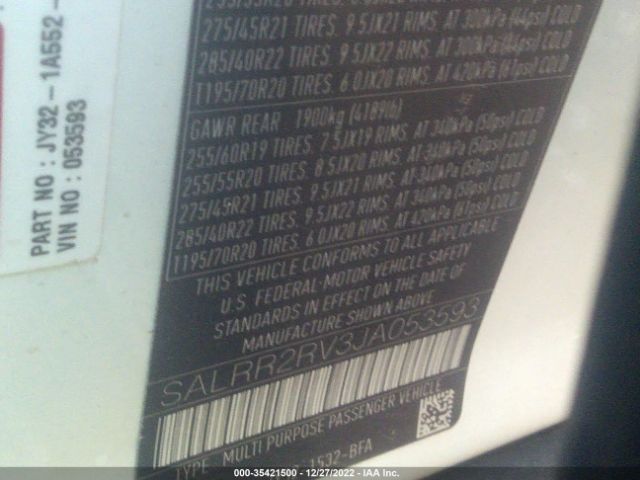 PART NO : JY32-1A552-
VIN NO : 053593
255/55R20 TIRES.
275/45R21 TIRES. 9.5JX21 RIMS. AT 300kPa (44psi) COLD
285/40R22 TIRES. 9.5JX22 RIMS. AT 300kPa (44psi) COLD
T195/70R20 TIRES. 6.0JX20 RIMS. AT 420kPa (61psi) COLD
GAWR REAR 1900kg (4189lb)
255/60R19 TIRES. 7.5JX19 RIMS. AT 340kPa (50psi) COLD
255/55R20 TIRES. 8.5JX20 RIMS. AT 340kPa (50psi) COLD
275/45R21 TIRES. 9.5JX21 RIMS. AT 340kPa (50psi) COLD
285/40R22 TIRES. 9.5JX22 RIMS. AT 340kPa (50psi) COLD
T195/70R20 TIRES. 6.0JX20 RIMS. AT 420kPa (61psi) COLD
THIS VEHICLE CONFORMS TO ALL APPLICABLE
U.S. FEDERAL-MOTOR VEHICLE SAFETY
STANDARDS IN EFFECT ON THE DATE OF
MANUFACTURE SHOWN ABOVE
SALRR2RV3JA053593
TYPE MULTI PURPOSE PASSENGER VEHICLE
1532-BFA
000-35421500 | 12/27/2022 - IAA Inc.